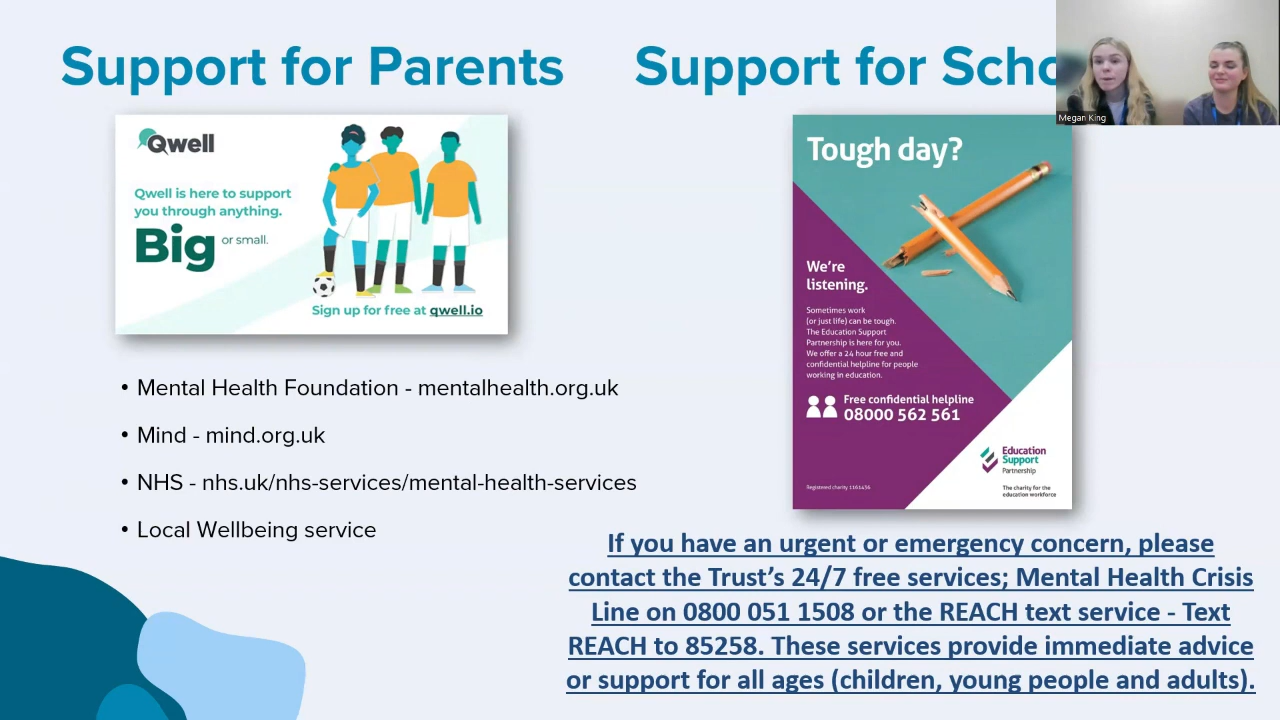 Support for Parents
Support for Scho
Megan King
Qwell
Qwell is here to support
you through anything.
Big or small.
Sign up for free at qwell.io
• Mental Health Foundation - mentalhealth.org.uk
• Mind - mind.org.uk
• NHS - nhs.uk/nhs-services/mental-health-services
• Local Wellbeing service
Tough day?
We're
listening.
Sometimes work
(or just life) can be tough.
The Education Support
Partnership is here for you.
We offer a 24 hour free and
confidential helpline for people
working in education.
Free confidential helpline
08000 562 561
Education
Support
Partnership
The charity for the
education workforce
Registered charity 1161436
If you have an urgent or emergency concern, please
contact the Trust's 24/7 free services; Mental Health Crisis
Line on 0800 051 1508 or the REACH text service - Text
REACH to 85258. These services provide immediate advice
or support for all ages (children, young people and adults).